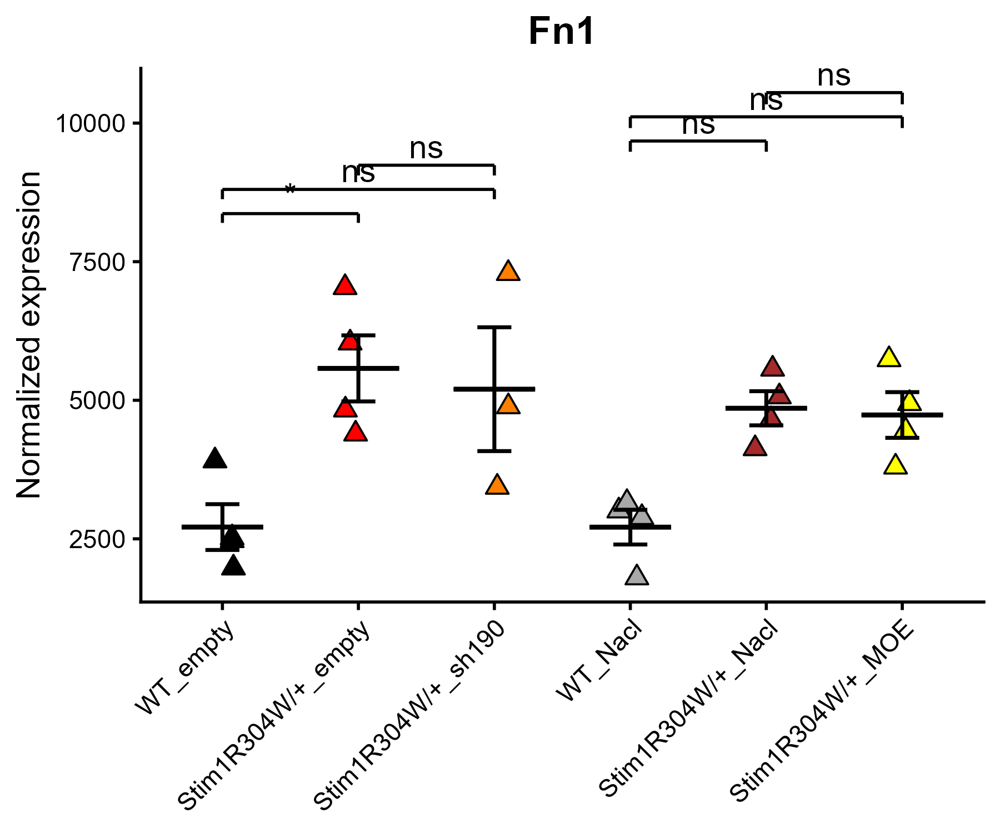 Fn1
Normalized expression
10000
7500
5000
2500
ns
ns
ns
ns
ns
*
WT_empty
Stim1R304W/+_empty
Stim1R304W/+_sh190
WT_Nacl
Stim1R304W/+_Nacl
Stim1R304W/+_MOE